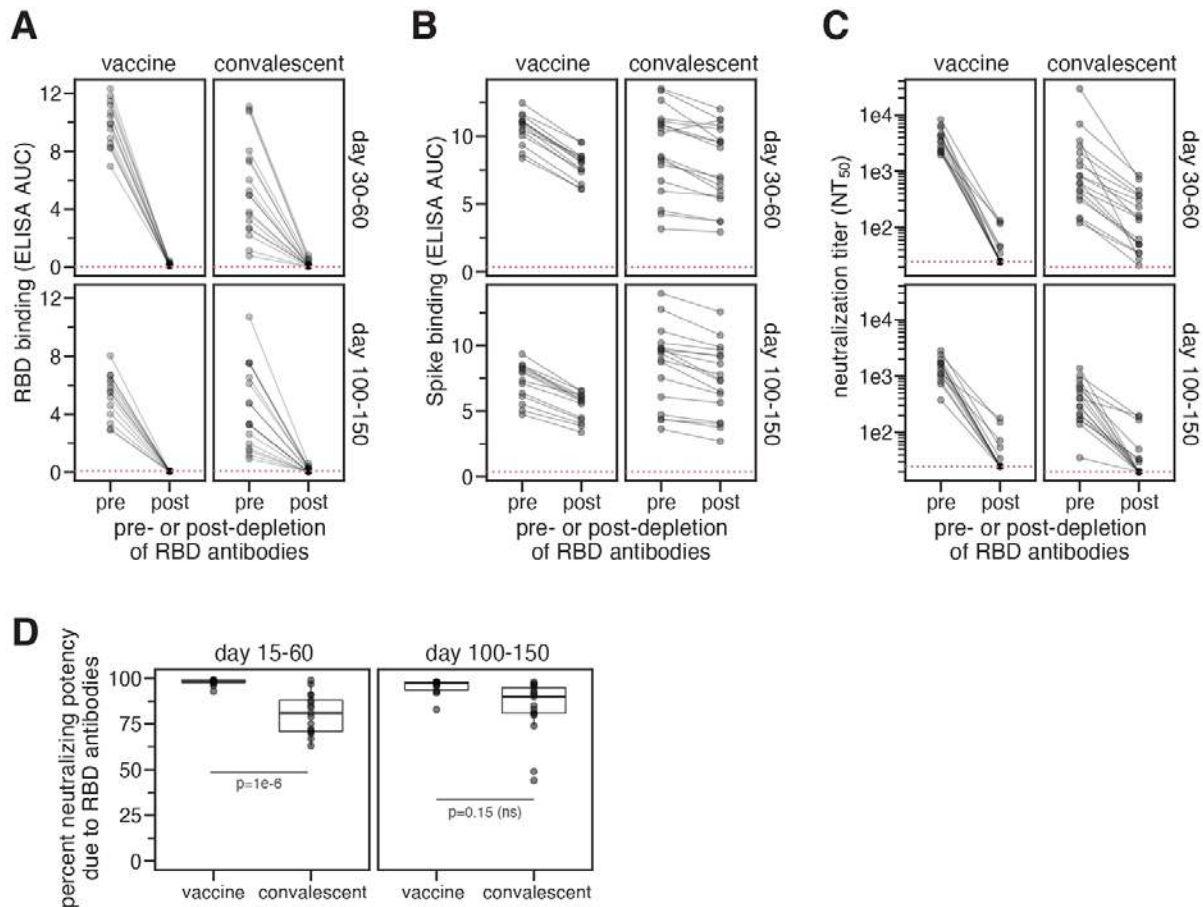 A
vaccine convalescent
RBD binding (ELISA AUC)
12
8
4
0
day 30-60
12
8
4
0
day 100-150
pre post pre post
pre- or post-depletion
of RBD antibodies
B
vaccine convalescent
Spike binding (ELISA AUC)
10
5
0
day 30-60
10
5
0
day 100-150
pre post pre post
pre- or post-depletion
of RBD antibodies
C
vaccine convalescent
neutralization titer (NT50)
1e4
1e3
1e2
day 30-60
1e4
1e3
1e2
day 100-150
pre post pre post
pre- or post-depletion
of RBD antibodies
D
percent neutralizing potency
due to RBD antibodies
day 15-60 day 100-150
100
75
50
25
0
p=1e-6
p=0.15 (ns)
vaccine convalescent vaccine convalescent